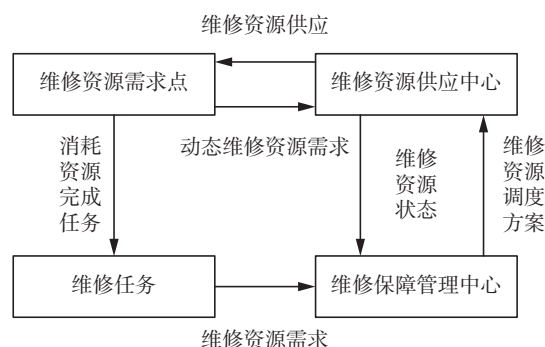 维修资源供应
维修资源需求点
维修资源供应中心
动态维修资源需求
消耗
资源
完成
任务
维修
资源
状态
维修
资源
调度
方案
维修任务
维修保障管理中心
维修资源需求